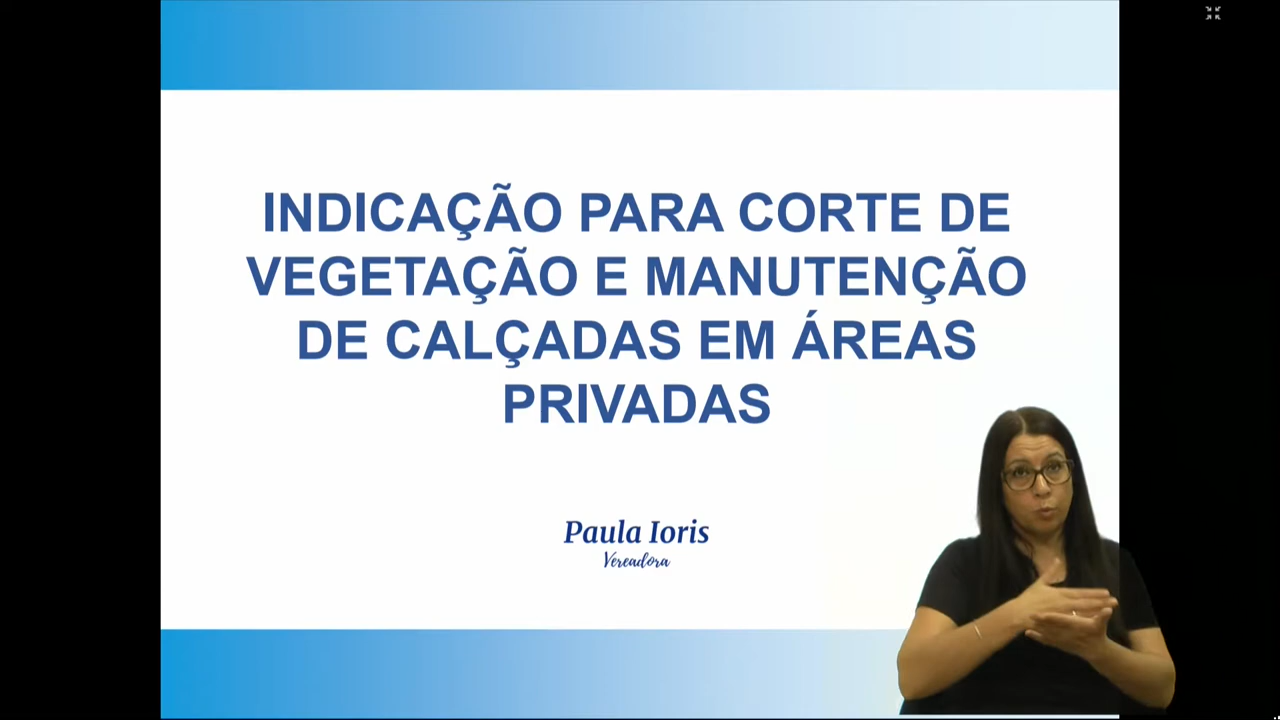 INDICAÇÃO PARA CORTE DE
VEGETAÇÃO E MANUTENÇÃO
DE CALÇADAS EM ÁREAS
PRIVADAS
Paula Ioris
Vereadora